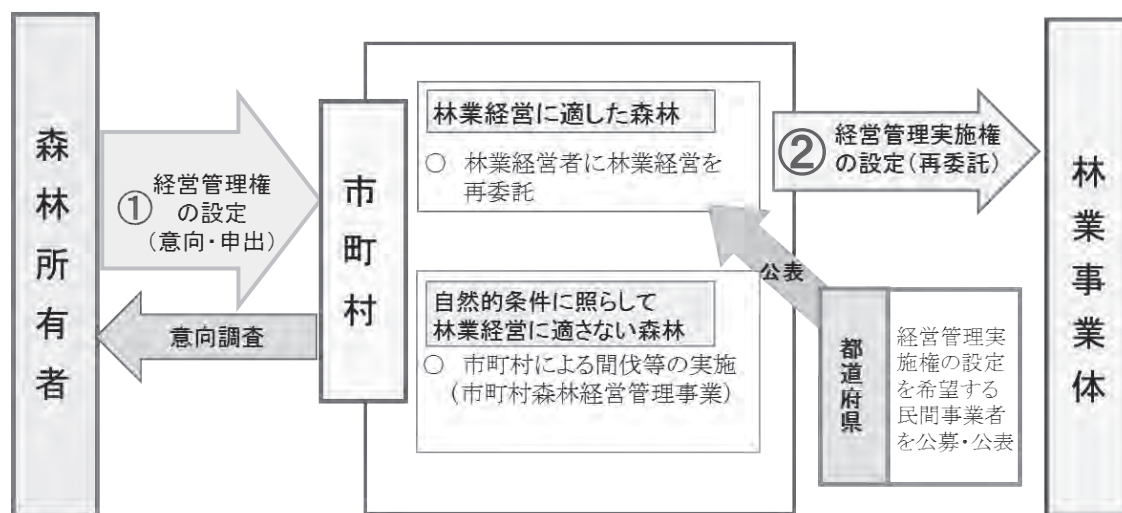 森林所有者
①
経営管理権
の設定
（意向・申出）
意向調査
市町村
林業経営に適した森林
○ 林業経営者に林業経営を
再委託
自然的条件に照らして
林業経営に適さない森林
○ 市町村による間伐等の実施
（市町村森林経営管理事業）
②
経営管理実施権
の設定（再委託）
公表
都道府県
経営管理実
施権の設定
を希望する
民間事業者
を公募・公表
林業事業体